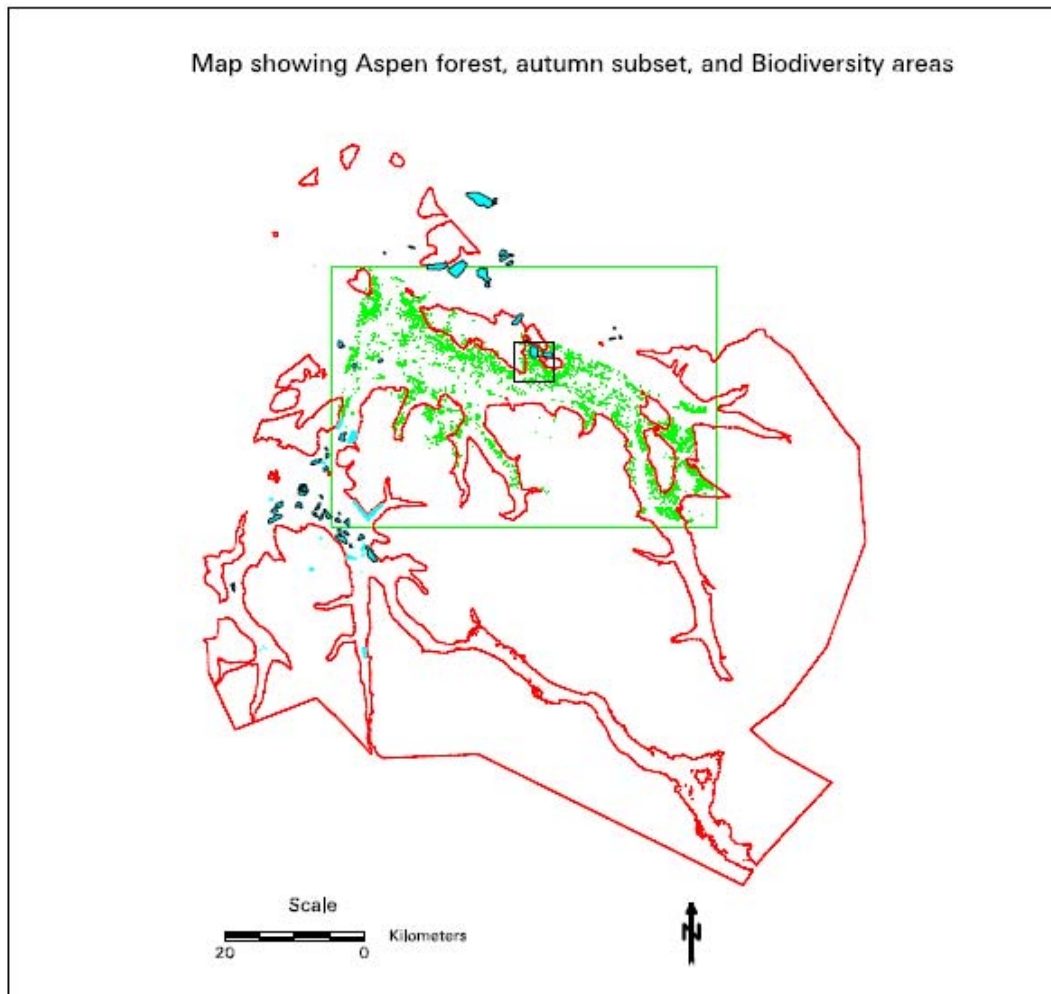 Map showing Aspen forest, autumn subset, and Biodiversity areas
Scale
Kilometers
20 0
N